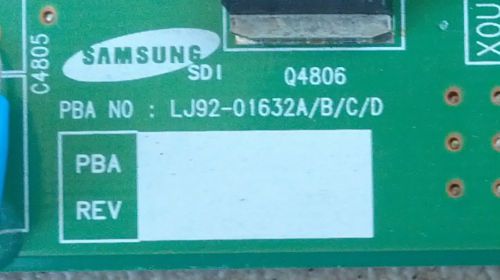 C4805
SAMSUNG
SDI
Q4806
XOU
PBA NO : LJ92-01632A/B/C/D
PBA
REV